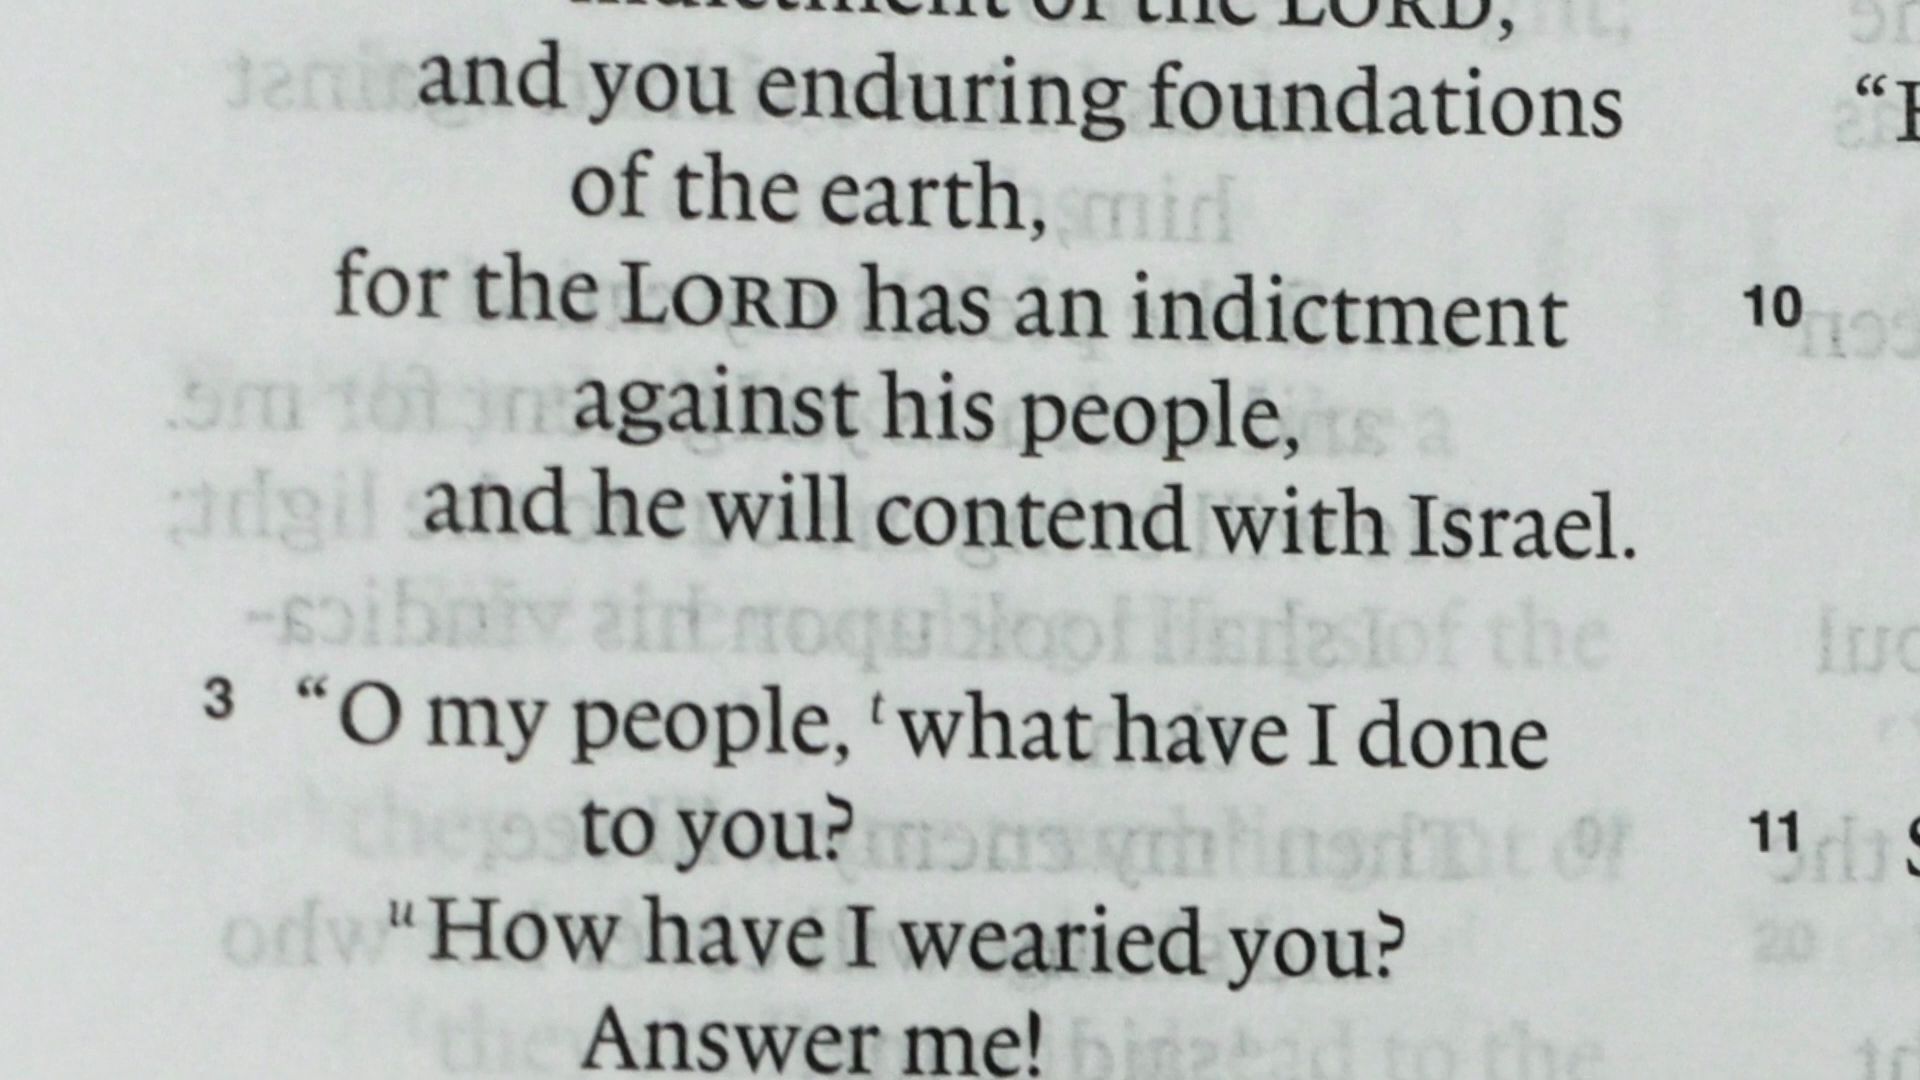 indictment of the LORD,
and you enduring foundations
of the earth,
for the LORD has an indictment
against his people,
and he will contend with Israel.
3 “O my people, ᵗwhat have I done
to you?
ᵘHow have I wearied you?
Answer me!
10
11